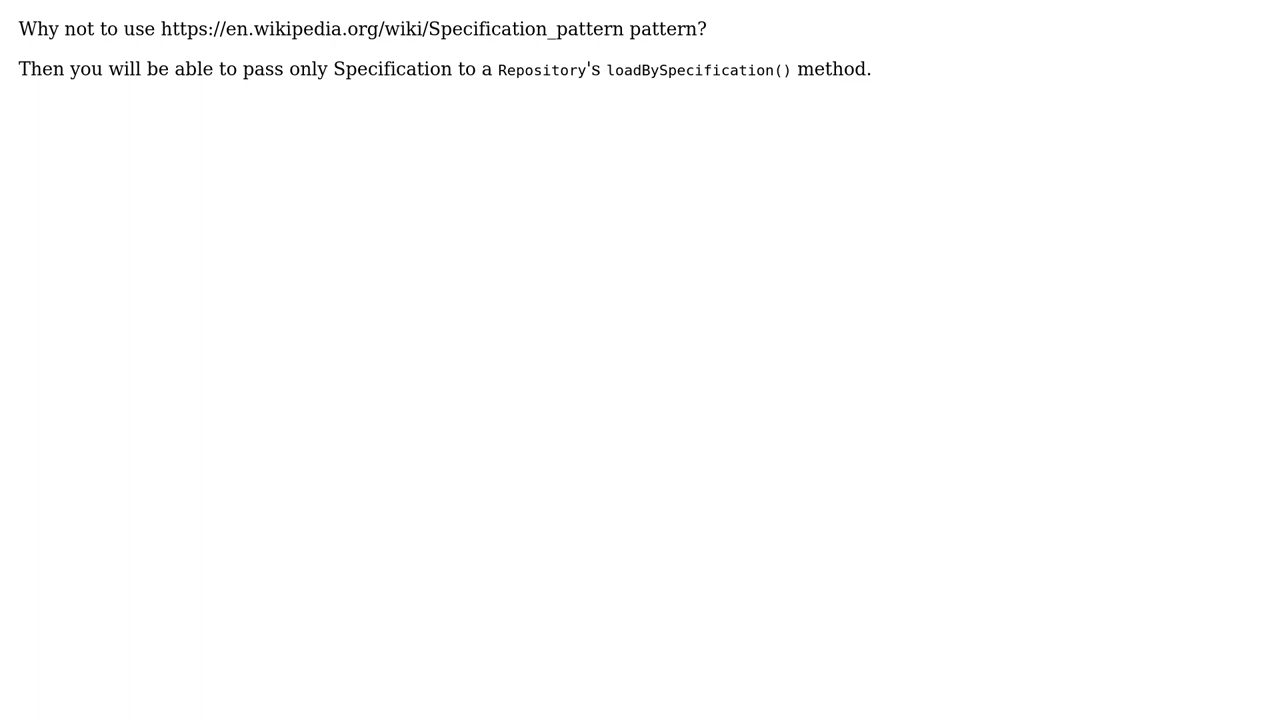 Why not to use https://en.wikipedia.org/wiki/Specification_pattern pattern?
Then you will be able to pass only Specification to a Repository's loadBySpecification() method.